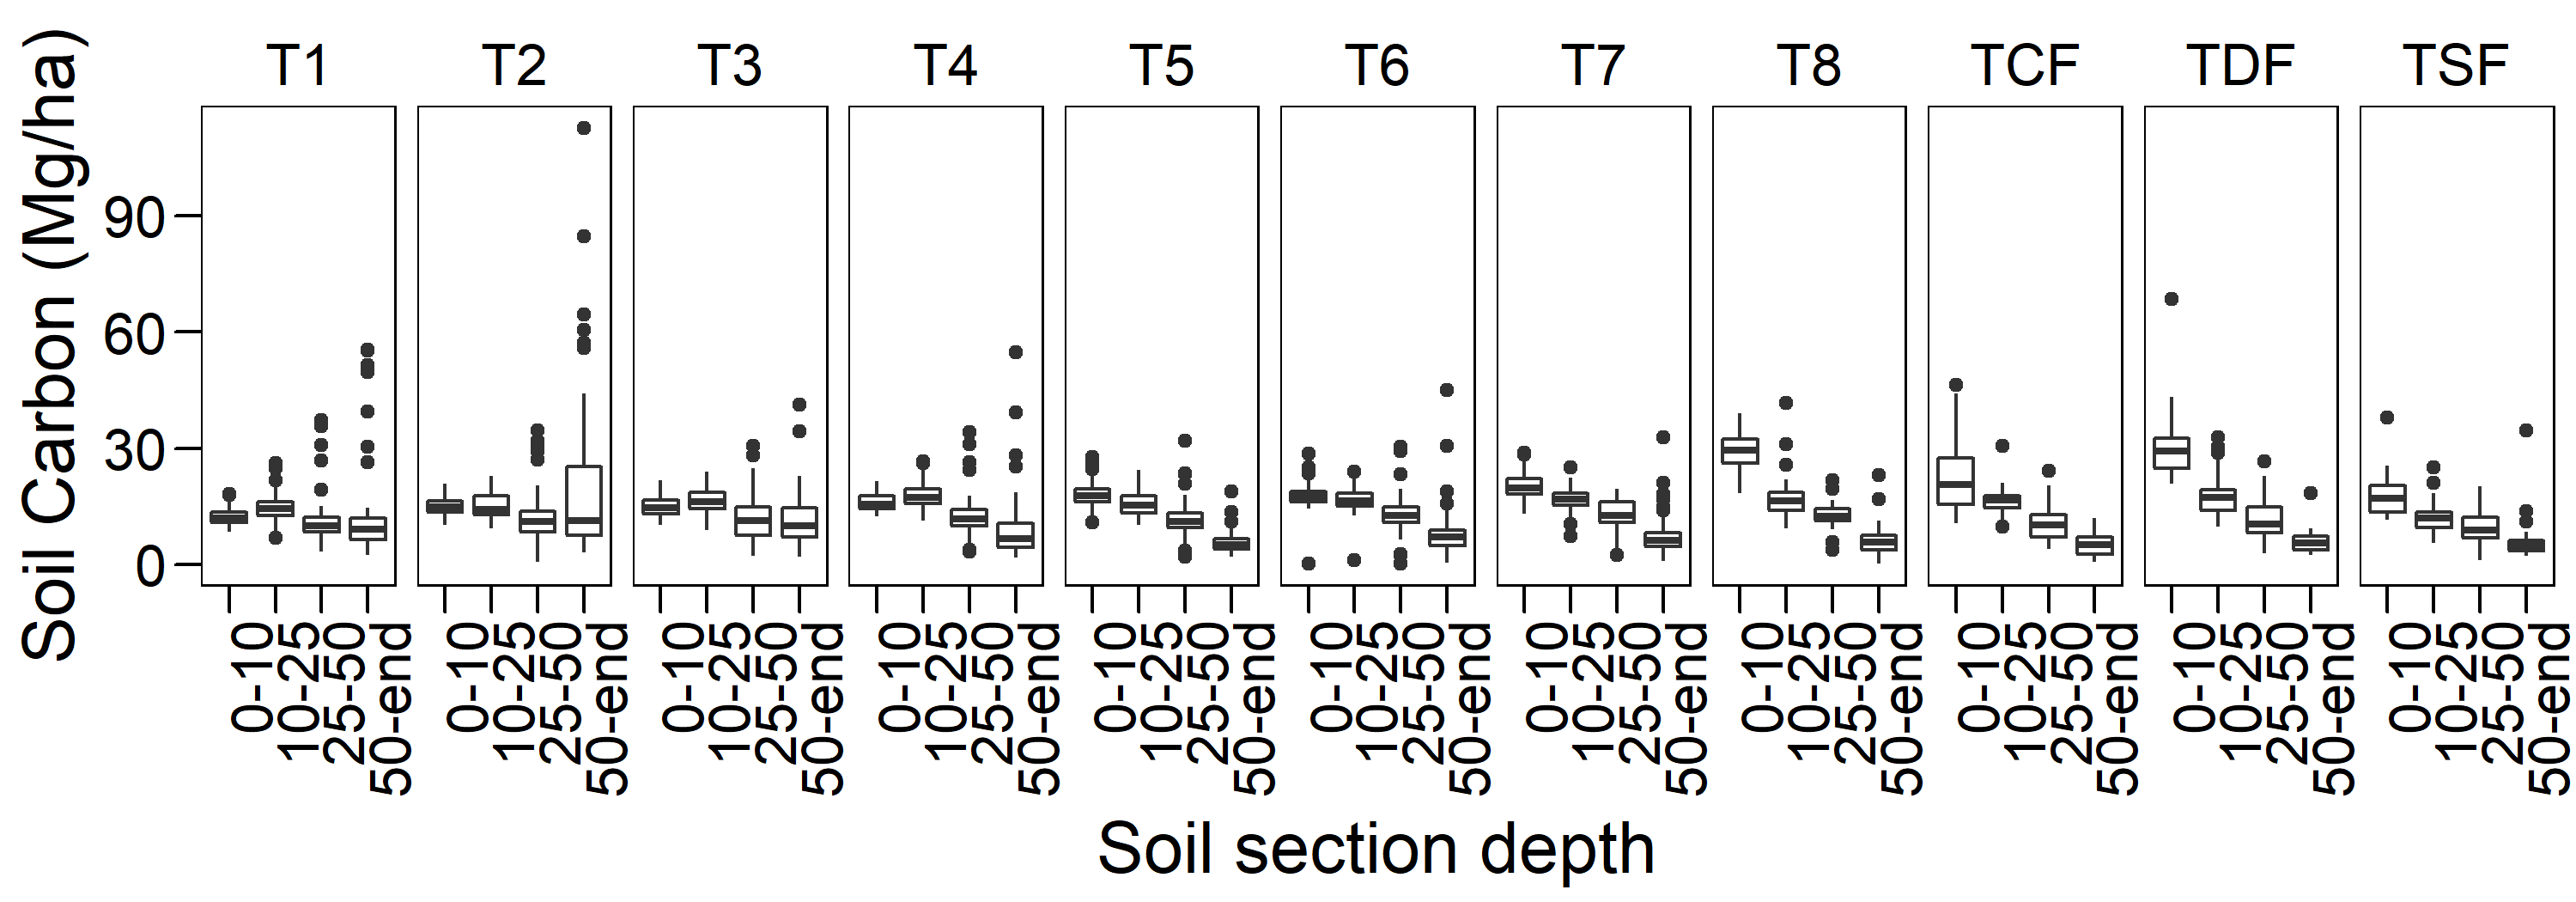 T1 T2 T3 T4 T5 T6 T7 T8 TCF TDF TSF
Soil Carbon (Mg/ha)
90
60
30
0
0-10 10-25 25-50 50-end 0-10 10-25 25-50 50-end 0-10 10-25 25-50 50-end 0-10 10-25 25-50 50-end 0-10 10-25 25-50 50-end 0-10 10-25 25-50 50-end 0-10 10-25 25-50 50-end 0-10 10-25 25-50 50-end 0-10 10-25 25-50 50-end 0-10 10-25 25-50 50-end 0-10 10-25 25-50 50-end
Soil section depth